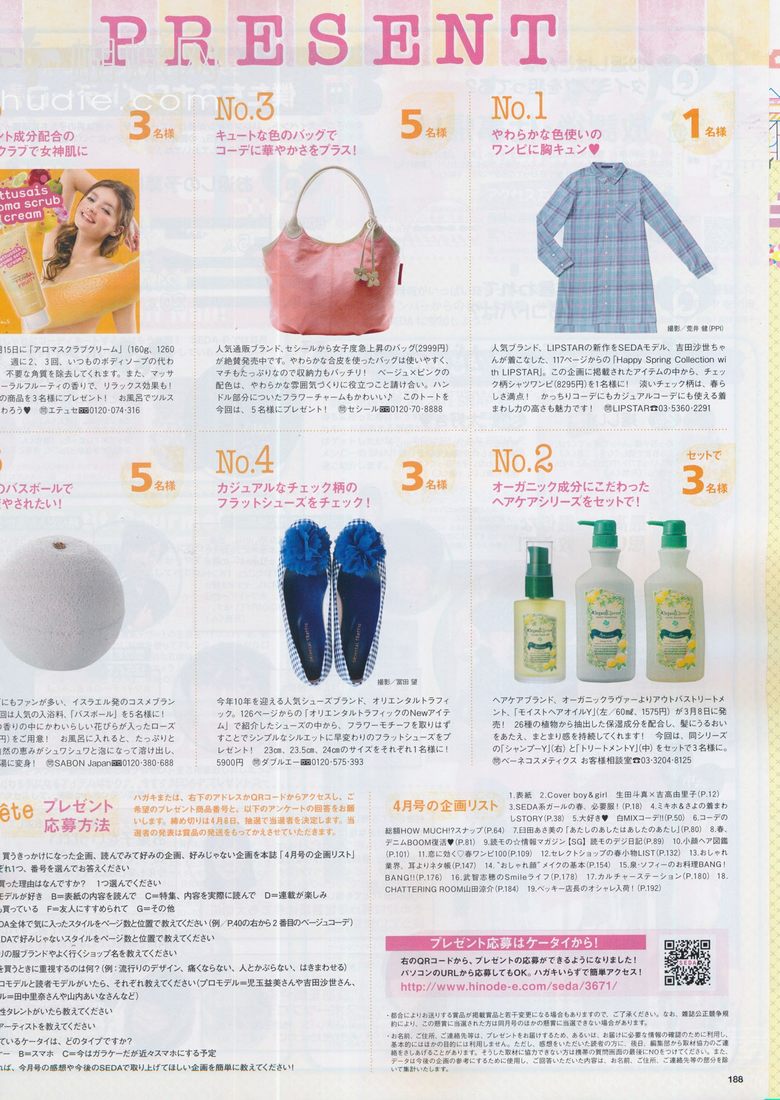 PRESENT
hudie.com
No.1
1名様
やわらかな色使いの
ワンピに胸キュン♥
撮影／荒井 健(PPI)
人気ブランド、LIPSTARの新作をSEDAモデル、吉田沙世ちゃ
んが着こなした、117ページからの「Happy Spring Collection wi
th LIPSTAR」。この企画に掲載されたアイテムの中から、チェッ
ク柄シャツワンピ(8295円)を1名様に! 淡いチェック柄は、春ら
しさ満点! かっちりコーデにもカジュアルコーデにも使える着
まわし力の高さも魅力です! ㉄LIPSTAR☎03･5360･2291
No.3
5名様
キュートな色のバッグで
コーデに華やかさをプラス!
人気通販ブランド、セシールから女子度急上昇のバッグ(2999円)
が絶賛発売中です。やわらかな合皮を使ったバッグは使いやすく、
マチもたっぷりなので収納力もバッチリ! ベージュ×ピンクの
配色は、やわらかな雰囲気づくりに役立つこと請け合い。ハン
ドル部分についたフラワーチャームもかわいい♪ このトートを
今回は、5名様にプレゼント! ㉄セシール 0120･70･8888
3名様
ント成分配合の
クラブで女神肌に
ttusais
oma scrub
cream
月15日に「アロマスクラブクリーム」(160g、1260
週に2、3回、いつものボディソープの代わ
不要な角質を除去してくれます。また、マッサ
ーラルフルーティの香りで、リラックス効果も!
の商品を3名様にプレゼント! お風呂でツルス
わろう♥ ㉄エテュセ 0120･074･316
No.2
セットで
3名様
オーガニック成分にこだわった
ヘアケアシリーズをセットで!
ヘアケアブランド、オーガニックラヴァーよりアウトバストリートメ
ント、「モイストヘアオイルY」(左／60㎖、1575円)が3月8日に発
売! 26種の植物から抽出した保湿成分を配合し、髪にうるおい
をあたえ、まとまり感を持続してくれます! 今回は、同シリーズ
の「シャンプーY」(右)と「トリートメントY」(中)をセットで3名様に。
㉄ベーネコスメティクス お客様相談室☎03･3204･8125
No.4
3名様
カジュアルなチェック柄の
フラットシューズをチェック!
撮影／冨田 望
今年10年を迎える人気シューズブランド、オリエンタルトラフィ
ック。126ページからの「オリエンタルトラフィックのNewアイテ
ム」で紹介したシューズの中から、フラワーモチーフを取りはず
すことでシンプルなシルエットに早変わりのフラットシューズをプ
レゼント! 23㎝、23.5㎝、24㎝のサイズをそれぞれ1名様に!
5900円 ㉄ダブルエー 0120･575･393
5名様
のバスボールで
やされたい!
にもファンが多い、イスラエル発のコスメブラン
回は人気の入浴料、「バスボール」を5名様に!
の香りの中にかわいらしい花びらが入ったローズ
円)をご用意! お風呂に入れると、たっぷりと
自然の恵みがシュワシュワと泡になって溶け出し、
湯に変身! ㉄SABON Japan 0120･380･688
ête プレゼント
応募方法
ハガキまたは、右下のアドレスかQRコードからアクセスし、ご
希望のプレゼント商品番号と、以下のアンケートの回答をお願
いします。締め切りは4月8日、抽選で当選者を決定します。当
選者の発表は賞品の発送をもってかえさせていただきます。
買うきっかけになった企画、読んでみて好みの企画、好みじゃない企画を本誌「4月号の企画リスト」
ぞれ1つ、番号を選んでお答えください
買った理由はなんですか? 1つ選んでください
モデルが好き B=表紙の内容を読んで C=特集、内容を実際に読んで D=連載が楽しみ
も買っている F=友人にすすめられて G=その他
DA全体で気に入ったスタイルをページ数と位置で教えてください(例／P.40の右から2番目のベージュコーデ)
DAで好みじゃないスタイルをページ数と位置で教えてください
りの服ブランドやよく行くショップ名を教えてください
を買うときに重視するのは何?(例:流行りのデザイン、痛くならない、人とかぶらない、はきまわせる)
ロモデルと読者モデルがいたら、それぞれ教えてください(プロモデル=児玉益美さんや吉田沙世さん、
ル=田中里奈さんや山内あいなさんなど)
性タレントがいたら教えてください
アーティストを教えてください
ているケータイは、どのタイプですか?
ー B=スマホ C=今はガラケーだが近々スマホにする予定
れば、今月号の感想や今後のSEDAで取り上げてほしい企画を簡単に教えてください!
4月号の企画リスト
1.表紙 2.Cover boy&girl 生田斗真×吉高由里子(P.12)
3.SEDA系ガールの春、必要服!(P.18) 4.ミキホ&さよの着まわ
しSTORY(P.38) 5.大好き♥ 白MIXコーデ!!(P.50) 6.コーデの
総額HOW MUCH!?スナップ(P.64) 7.臼田あさ美の「あたしのあしたはあしたのあたし」(P.80) 8.春、
デニムBOOM復活♥(P.81) 9.読の☆情報マガジン【SG】読モのデジ日記(P.89) 10.小顔ヘア図鑑
(P.101) 11.恋に効く♡春ワンピ100(P.109) 12.セレクトショップの春小物LIST(P.132) 13.おしゃれ
業界、耳よりネタ帳(P.147) 14."おしゃれ顔"メイクの基本(P.154) 15.泉･ソフィーのお料理BANG!
BANG!!(P.176) 16.武智志穂のSmileライフ(P.178) 17.カルチャーステーション(P.180) 18.
CHATTERING ROOM山田涼介(P.184) 19.ベッキー店長のオシャレ入荷!(P.192)
プレゼント応募はケータイから!
右のQRコードから、プレゼントの応募ができるようになりました!
パソコンのURLから応募してもOK。ハガキいらずで簡単アクセス!
http://www.hinode-e.com/seda/3671/
SEDA
･都合によりお送りする賞品が掲載賞品と若干変更になる場合もありますので、ご了承ください。なお、雑誌公正競争規
約により、この懸賞に当選された方は同月号のほかの懸賞に当選できない場合があります。
･お名前、ご住所、ご連絡先等は、プレゼントをお届けするため、あるいは、お届けに必要な情報の確認のために利用し、
基本的にはほかの目的には利用しません。ただし、感想をいただいた読者の方に、後日、編集部から取材協力のご連
絡をさしあげることがあります。そうした取材に協力できない方は携帯の質問画面の最後にNOをつけてください。また、
データは今後の企画の参考にするために使用し、ご回答いただいた内容は、お名前、ご住所、ご連絡先等の部分を除
いて集計いたします。
188